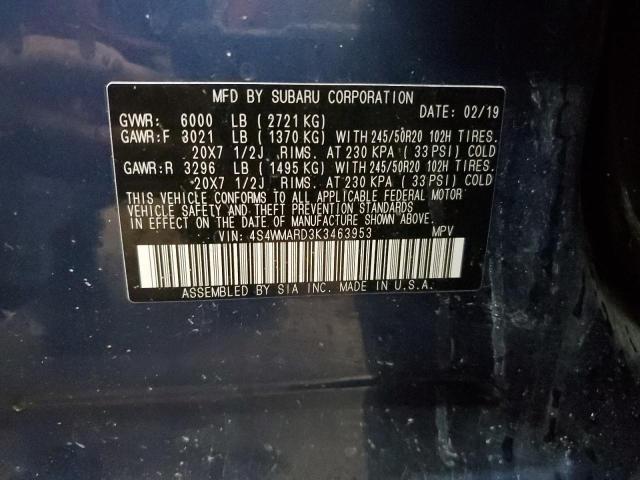 MFD BY SUBARU CORPORATION
GVWR: 6000 LB ( 2721 KG) DATE: 02/19
GAWR:F 3021 LB ( 1370 KG) WITH 245/50R20 102H TIRES.
20X7 1/2J RIMS. AT 230 KPA ( 33 PSI) COLD
GAWR:R 3296 LB ( 1495 KG) WITH 245/50R20 102H TIRES.
20X7 1/2J RIMS. AT 230 KPA ( 33 PSI) COLD
THIS VEHICLE CONFORMS TO ALL APPLICABLE FEDERAL MOTOR
VEHICLE SAFETY AND THEFT PREVENTION STANDARDS
IN EFFECT ON THE DATE OF MANUFACTURE SHOWN ABOVE.
VIN: 4S4WMARD3K3463953 MPV
ASSEMBLED BY SIA INC. MADE IN U.S.A.